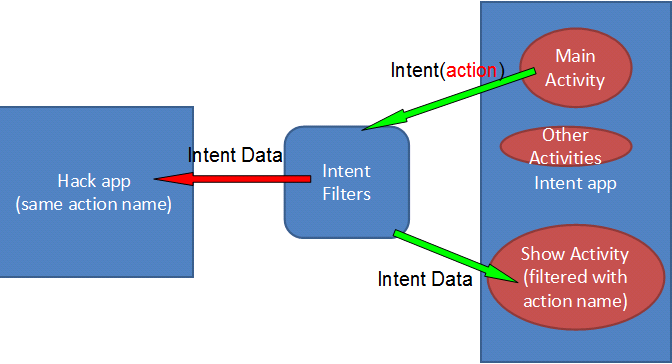 Main
Activity
Intent(action)
Other
Activities
Intent app
Intent Data
Hack app
(same action name)
Intent
Filters
Show Activity
(filtered with
action name)
Intent Data